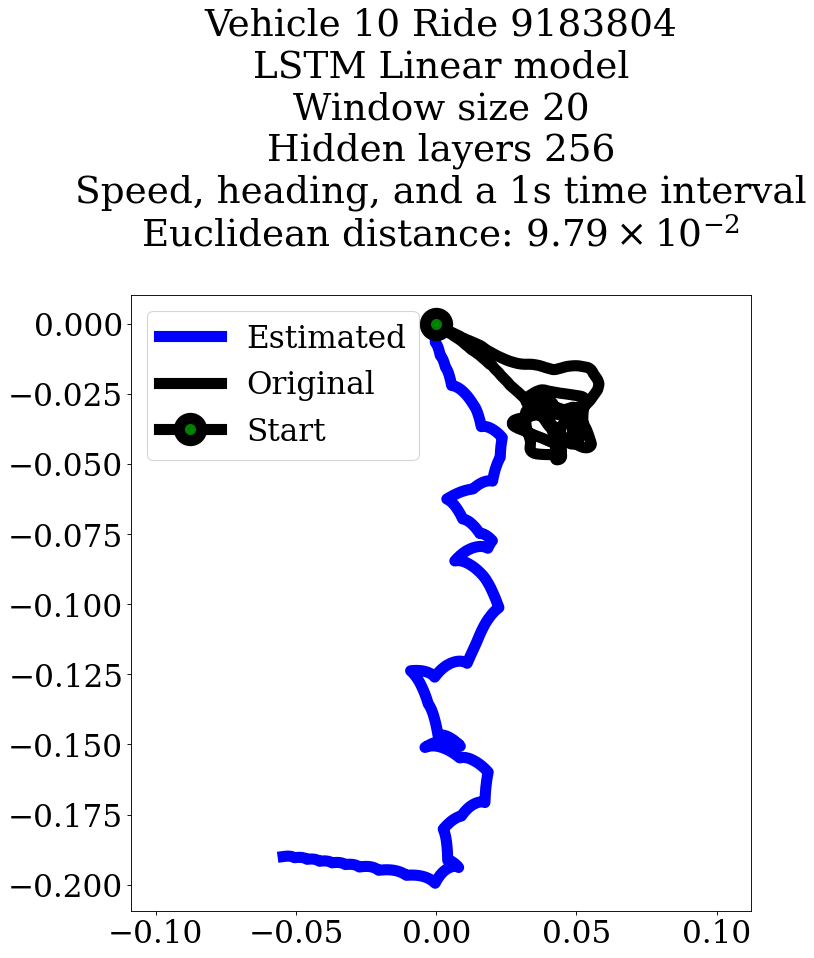 Vehicle 10 Ride 9183804
LSTM Linear model
Window size 20
Hidden layers 256
Speed, heading, and a 1s time interval
Euclidean distance: 9.79 × 10⁻²
Estimated
Original
Start
0.000
−0.025
−0.050
−0.075
−0.100
−0.125
−0.150
−0.175
−0.200
−0.10 −0.05 0.00 0.05 0.10